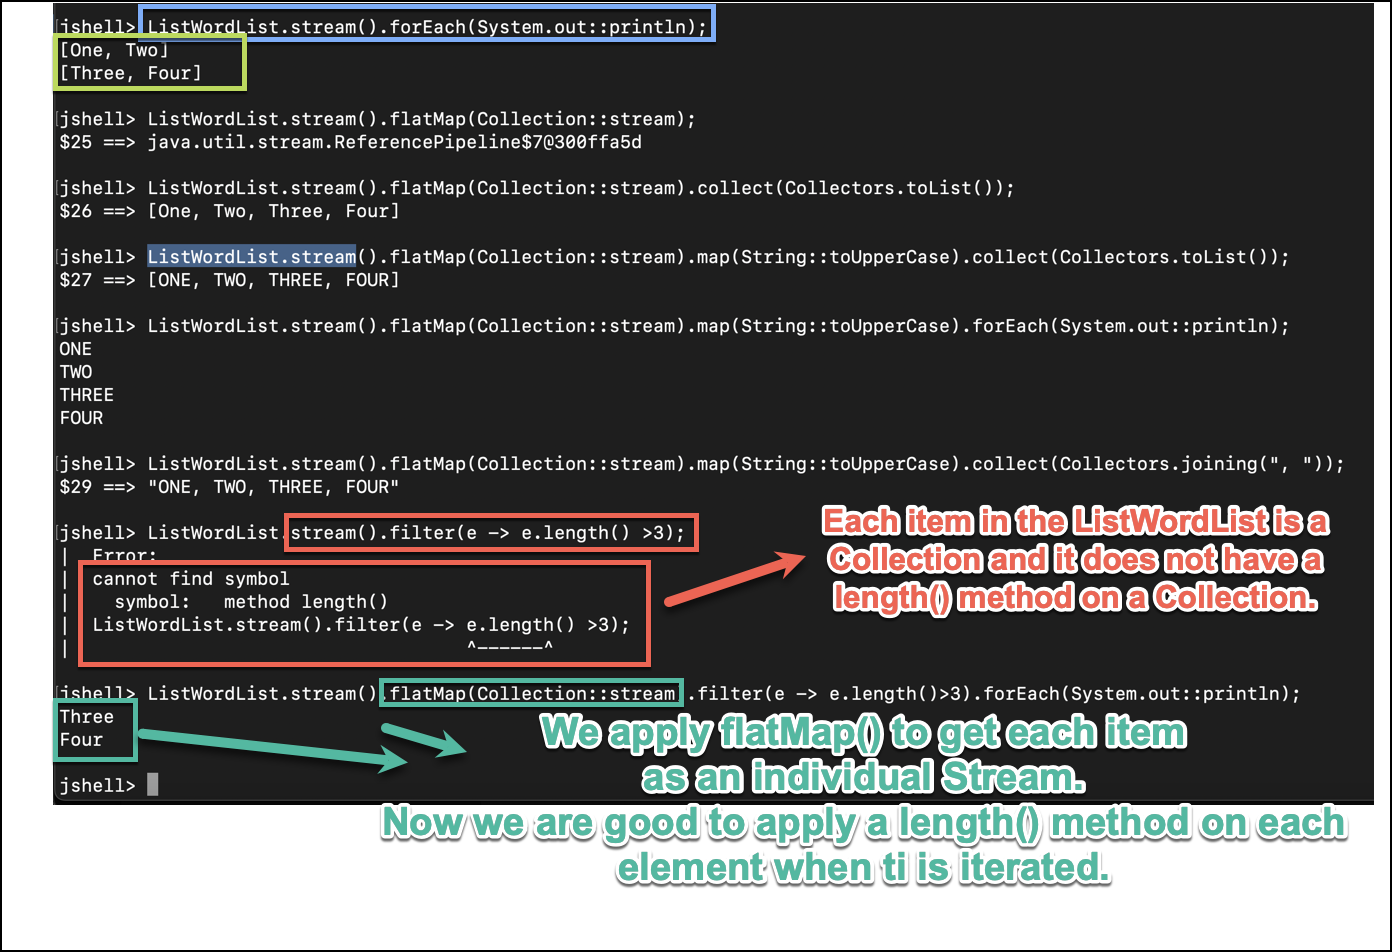 jshell> ListWordList.stream().forEach(System.out::println);
[One, Two]
[Three, Four]
jshell> ListWordList.stream().flatMap(Collection::stream);
$25 ==> java.util.stream.ReferencePipeline$7@300ffa5d
jshell> ListWordList.stream().flatMap(Collection::stream).collect(Collectors.toList());
$26 ==> [One, Two, Three, Four]
jshell> ListWordList.stream().flatMap(Collection::stream).map(String::toUpperCase).collect(Collectors.toList());
$27 ==> [ONE, TWO, THREE, FOUR]
jshell> ListWordList.stream().flatMap(Collection::stream).map(String::toUpperCase).forEach(System.out::println);
ONE
TWO
THREE
FOUR
jshell> ListWordList.stream().flatMap(Collection::stream).map(String::toUpperCase).collect(Collectors.joining(", "));
$29 ==> "ONE, TWO, THREE, FOUR"
jshell> ListWordList.stream().filter(e -> e.length() >3);
|  Error:
|  cannot find symbol
|    symbol:   method length()
|  ListWordList.stream().filter(e -> e.length() >3);
|                                    ^------^
Each item in the ListWordList is a
Collection and it does not have a
length() method on a Collection.
jshell> ListWordList.stream().flatMap(Collection::stream).filter(e -> e.length()>3).forEach(System.out::println);
Three
Four
jshell>
We apply flatMap() to get each item
as an individual Stream.
Now we are good to apply a length() method on each
element when ti is iterated.